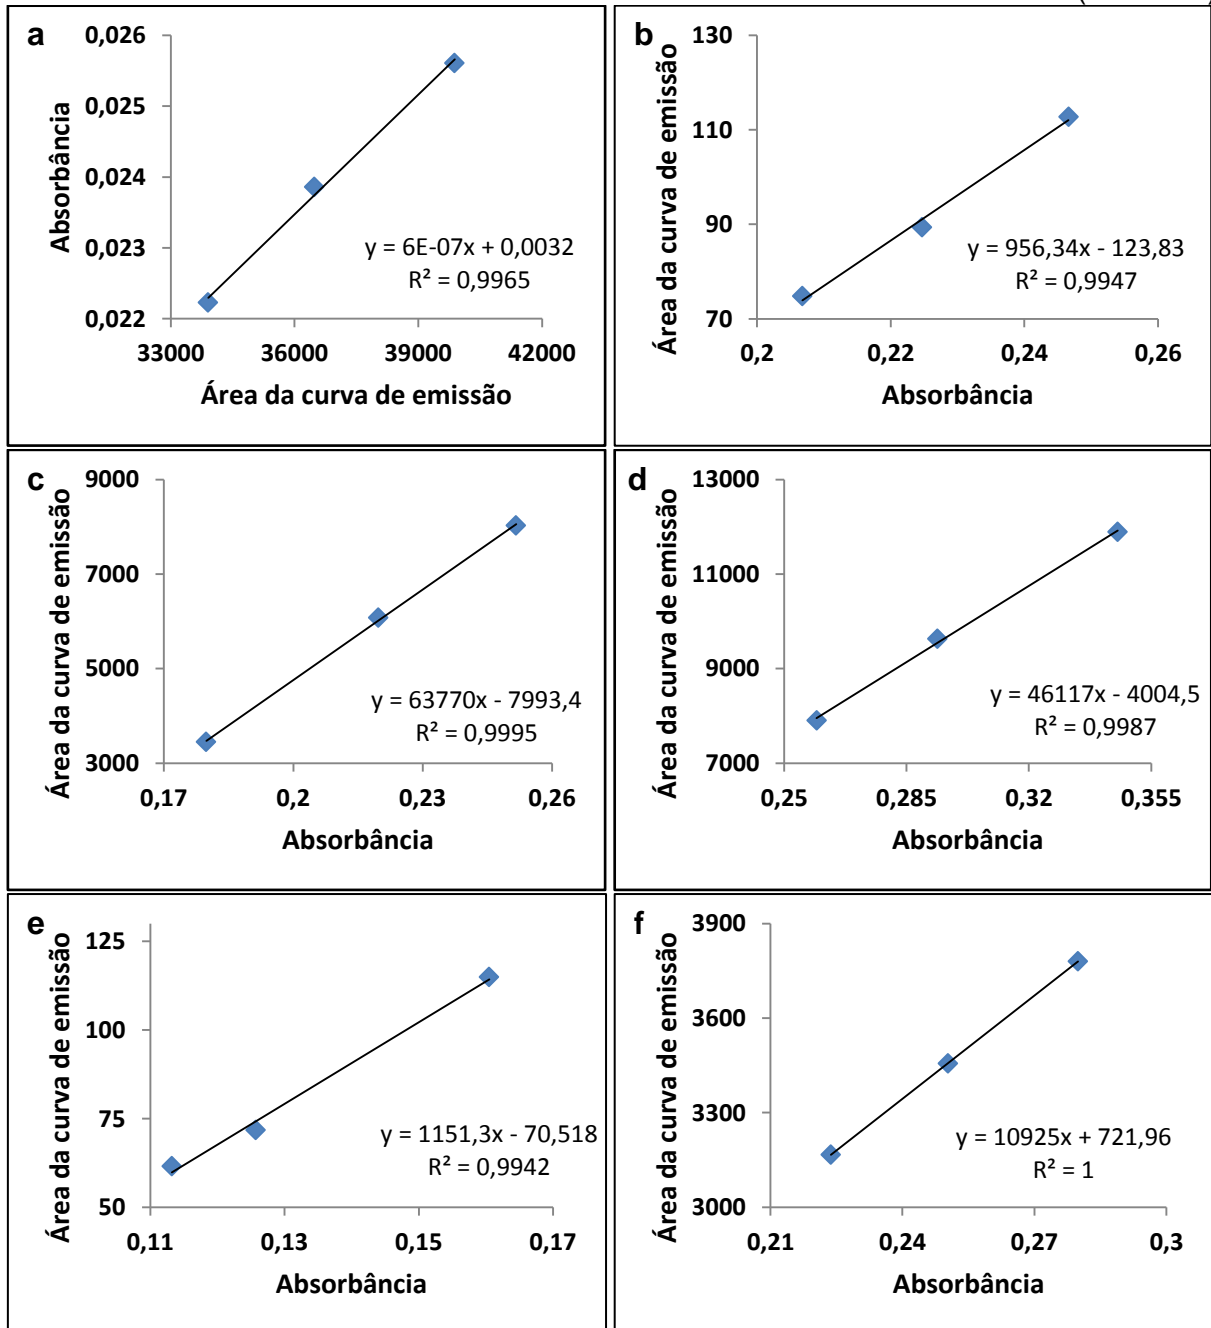 a
0,026
0,025
0,024
0,023
0,022
Absorbância
y = 6E-07x + 0,0032
R² = 0,9965
33000 36000 39000 42000
Área da curva de emissão
b
130
110
90
70
Área da curva de emissão
y = 956,34x - 123,83
R² = 0,9947
0,2 0,22 0,24 0,26
Absorbância
c
9000
7000
5000
3000
Área da curva de emissão
y = 63770x - 7993,4
R² = 0,9995
0,17 0,2 0,23 0,26
Absorbância
d
13000
11000
9000
7000
Área da curva de emissão
y = 46117x - 4004,5
R² = 0,9987
0,25 0,285 0,32 0,355
Absorbância
e
125
100
75
50
Área da curva de emissão
y = 1151,3x - 70,518
R² = 0,9942
0,11 0,13 0,15 0,17
Absorbância
f
3900
3600
3300
3000
Área da curva de emissão
y = 10925x + 721,96
R² = 1
0,21 0,24 0,27 0,3
Absorbância